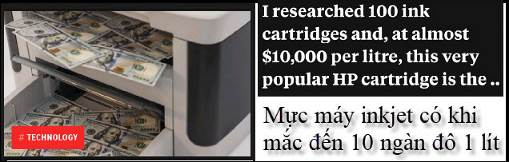 I researched 100 ink
cartridges and, at almost
$10,000 per litre, this very
popular HP cartridge is the ..
# TECHNOLOGY
Mực máy inkjet có khi
mắc đến 10 ngàn đô 1 lít